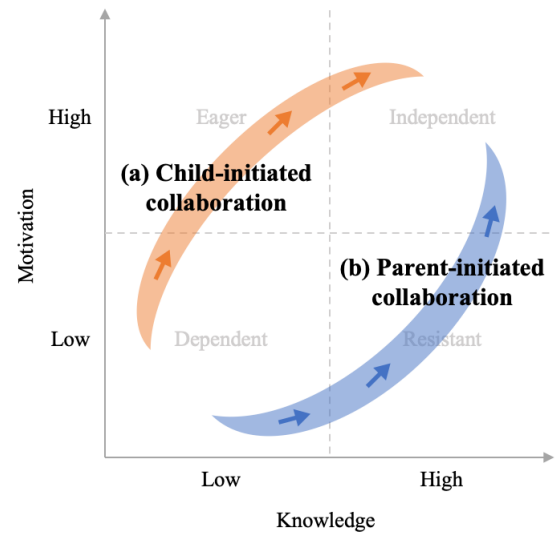 High
Eager
Independent
(a) Child-initiated
collaboration
Motivation
(b) Parent-initiated
collaboration
Low
Dependent
Resistant
Low
High
Knowledge